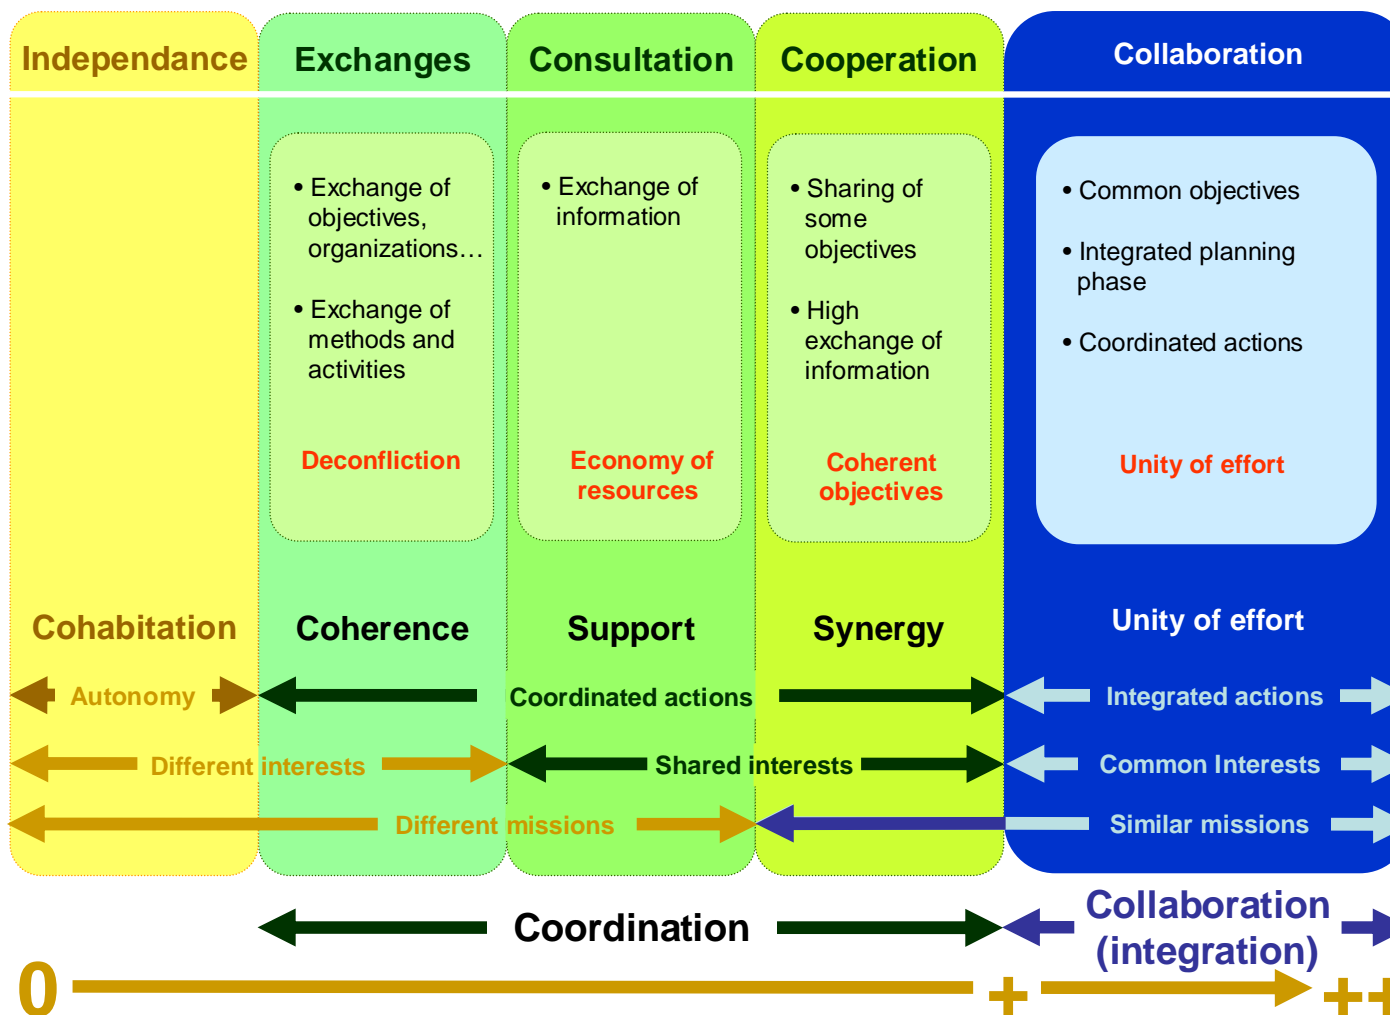 Independance
Exchanges
Consultation
Cooperation
Collaboration
• Exchange of
objectives,
organizations…
• Exchange of
methods and
activities
Deconfliction
• Exchange of
information
Economy of
resources
• Sharing of
some
objectives
• High
exchange of
information
Coherent
objectives
• Common objectives
• Integrated planning
phase
• Coordinated actions
Unity of effort
Cohabitation
Coherence
Support
Synergy
Unity of effort
Autonomy
Coordinated actions
Integrated actions
Different interests
Shared interests
Common Interests
Different missions
Similar missions
Coordination
Collaboration
(integration)
0
+
++